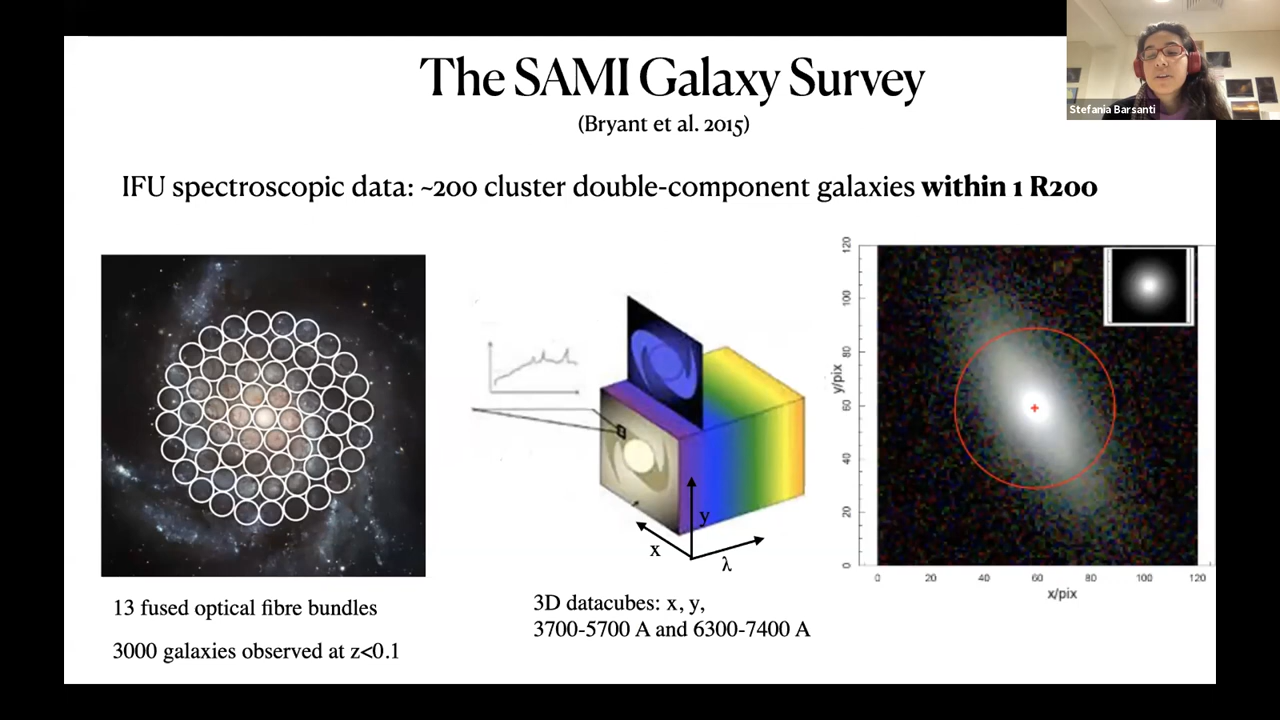 The SAMI Galaxy Survey
(Bryant et al. 2015)
Stefania Barsanti
IFU spectroscopic data: ~200 cluster double-component galaxies within 1 R200
y
x
λ
120
100
80
60
40
20
0
y/pix
0 20 40 60 80 100 120
x/pix
13 fused optical fibre bundles
3000 galaxies observed at z<0.1
3D datacubes: x, y,
3700-5700 A and 6300-7400 A